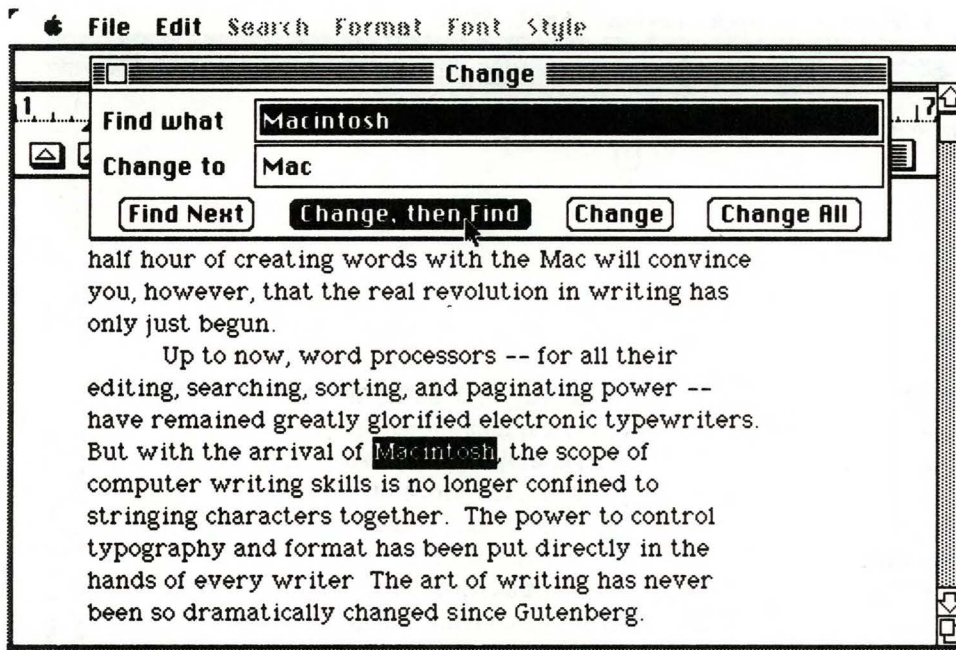 File Edit Search Format Font Style
Change
1 7
Find what Macintosh
Change to Mac
Find Next Change, then Find Change Change All
half hour of creating words with the Mac will convince
you, however, that the real revolution in writing has
only just begun.
Up to now, word processors -- for all their
editing, searching, sorting, and paginating power --
have remained greatly glorified electronic typewriters.
But with the arrival of Macintosh, the scope of
computer writing skills is no longer confined to
stringing characters together. The power to control
typography and format has been put directly in the
hands of every writer The art of writing has never
been so dramatically changed since Gutenberg.